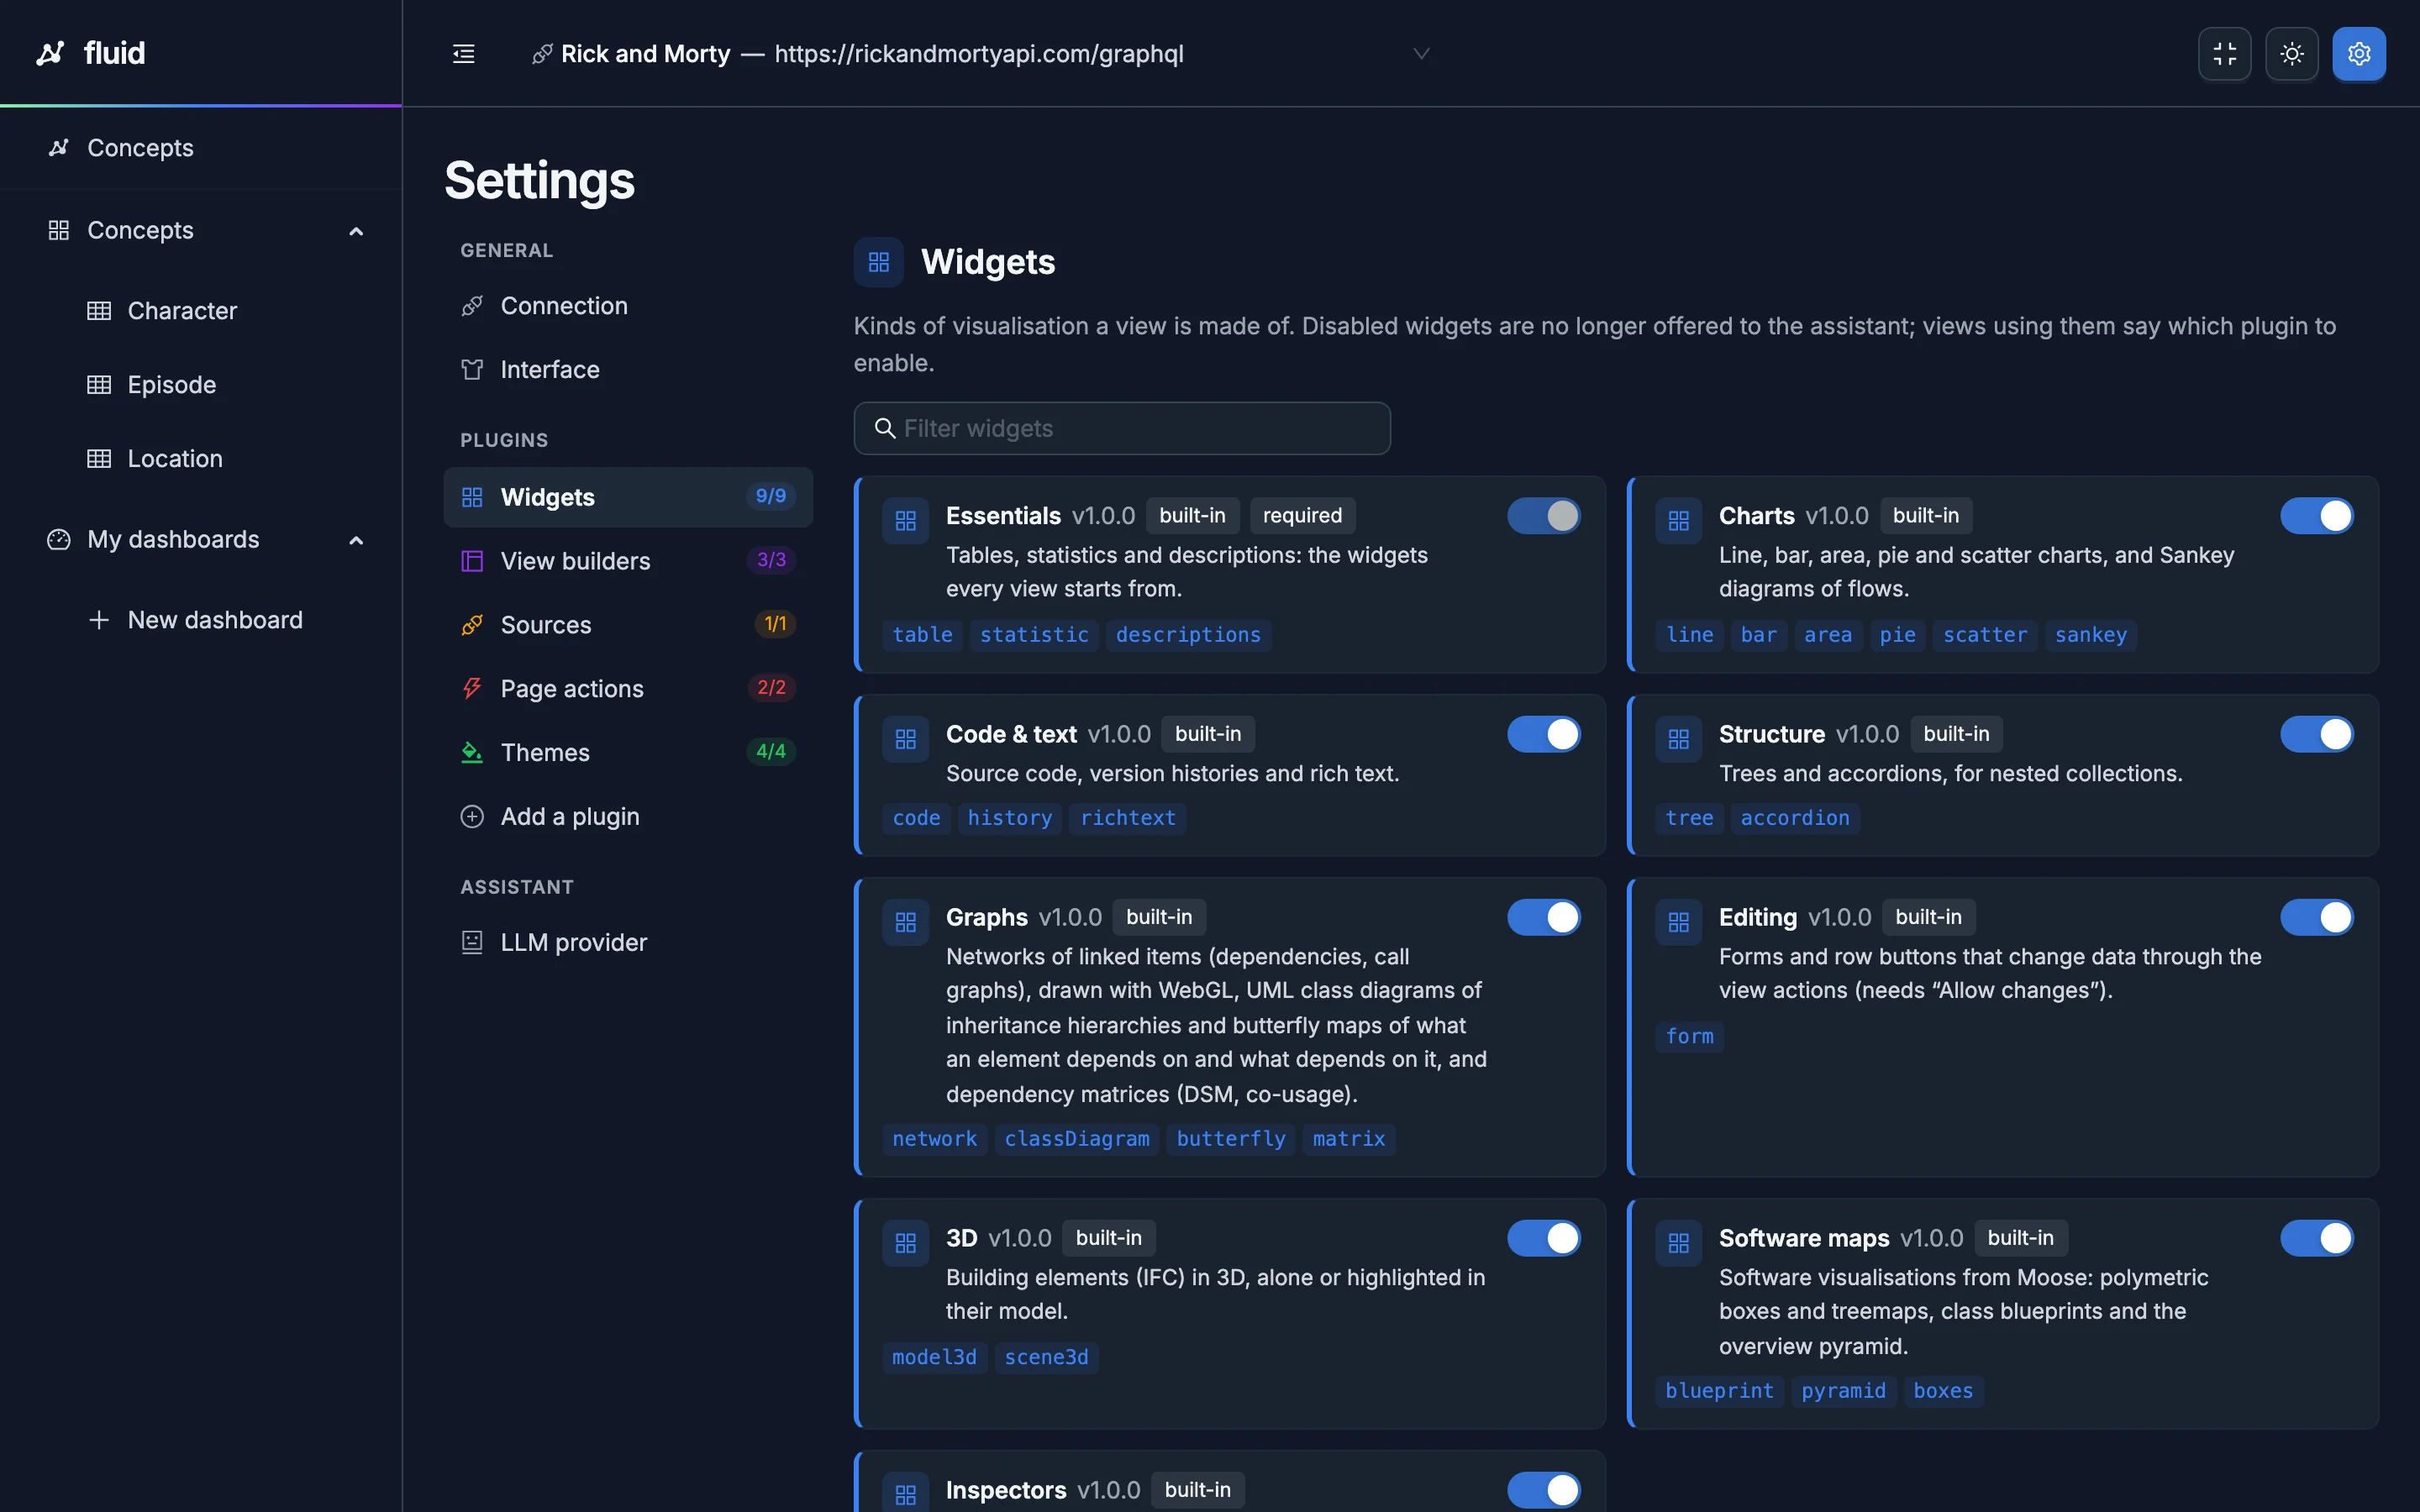 fluid
Rick and Morty — https://rickandmortyapi.com/graphql
Concepts
Concepts
Character
Episode
Location
My dashboards
New dashboard
Settings
GENERAL
Connection
Interface
PLUGINS
Widgets 9/9
View builders 3/3
Sources 1/1
Page actions 2/2
Themes 4/4
Add a plugin
ASSISTANT
LLM provider
Widgets
Kinds of visualisation a view is made of. Disabled widgets are no longer offered to the assistant; views using them say which plugin to
enable.
Filter widgets
Essentials v1.0.0 built-in required
Tables, statistics and descriptions: the widgets
every view starts from.
table statistic descriptions
Charts v1.0.0 built-in
Line, bar, area, pie and scatter charts, and Sankey
diagrams of flows.
line bar area pie scatter sankey
Code & text v1.0.0 built-in
Source code, version histories and rich text.
code history richtext
Structure v1.0.0 built-in
Trees and accordions, for nested collections.
tree accordion
Graphs v1.0.0 built-in
Networks of linked items (dependencies, call
graphs), drawn with WebGL, UML class diagrams of
inheritance hierarchies and butterfly maps of what
an element depends on and what depends on it, and
dependency matrices (DSM, co-usage).
network classDiagram butterfly matrix
Editing v1.0.0 built-in
Forms and row buttons that change data through the
view actions (needs “Allow changes”).
form
3D v1.0.0 built-in
Building elements (IFC) in 3D, alone or highlighted in
their model.
model3d scene3d
Software maps v1.0.0 built-in
Software visualisations from Moose: polymetric
boxes and treemaps, class blueprints and the
overview pyramid.
blueprint pyramid boxes
Inspectors v1.0.0 built-in